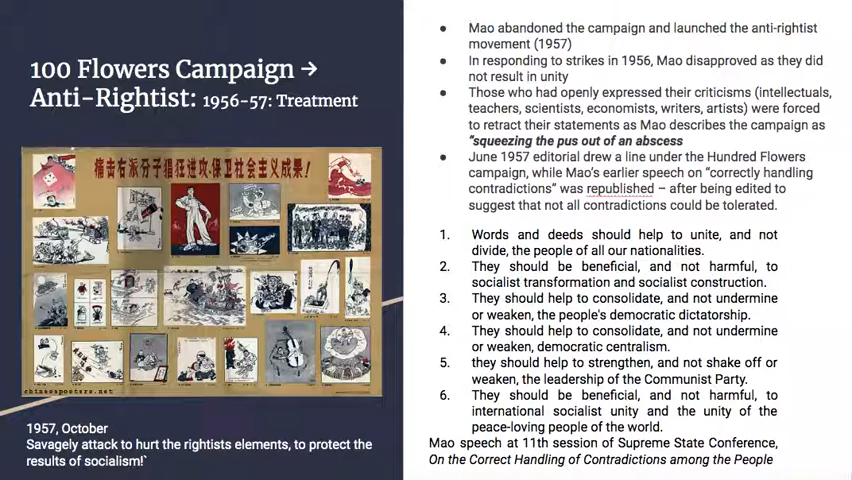 100 Flowers Campaign →
Anti-Rightist: 1956-57: Treatment
痛击右派分子猖狂进攻、保卫社会主义成果!
chineseposters.net
1957, October
Savagely attack to hurt the rightists elements, to protect the
results of socialism!`
● Mao abandoned the campaign and launched the anti-rightist
movement (1957)
● In responding to strikes in 1956, Mao disapproved as they did
not result in unity
● Those who had openly expressed their criticisms (intellectuals,
teachers, scientists, economists, writers, artists) were forced
to retract their statements as Mao describes the campaign as
“squeezing the pus out of an abscess
● June 1957 editorial drew a line under the Hundred Flowers
campaign, while Mao’s earlier speech on “correctly handling
contradictions” was republished – after being edited to
suggest that not all contradictions could be tolerated.
1. Words and deeds should help to unite, and not
divide, the people of all our nationalities.
2. They should be beneficial, and not harmful, to
socialist transformation and socialist construction.
3. They should help to consolidate, and not undermine
or weaken, the people's democratic dictatorship.
4. They should help to consolidate, and not undermine
or weaken, democratic centralism.
5. they should help to strengthen, and not shake off or
weaken, the leadership of the Communist Party.
6. They should be beneficial, and not harmful, to
international socialist unity and the unity of the
peace-loving people of the world.
Mao speech at 11th session of Supreme State Conference,
On the Correct Handling of Contradictions among the People